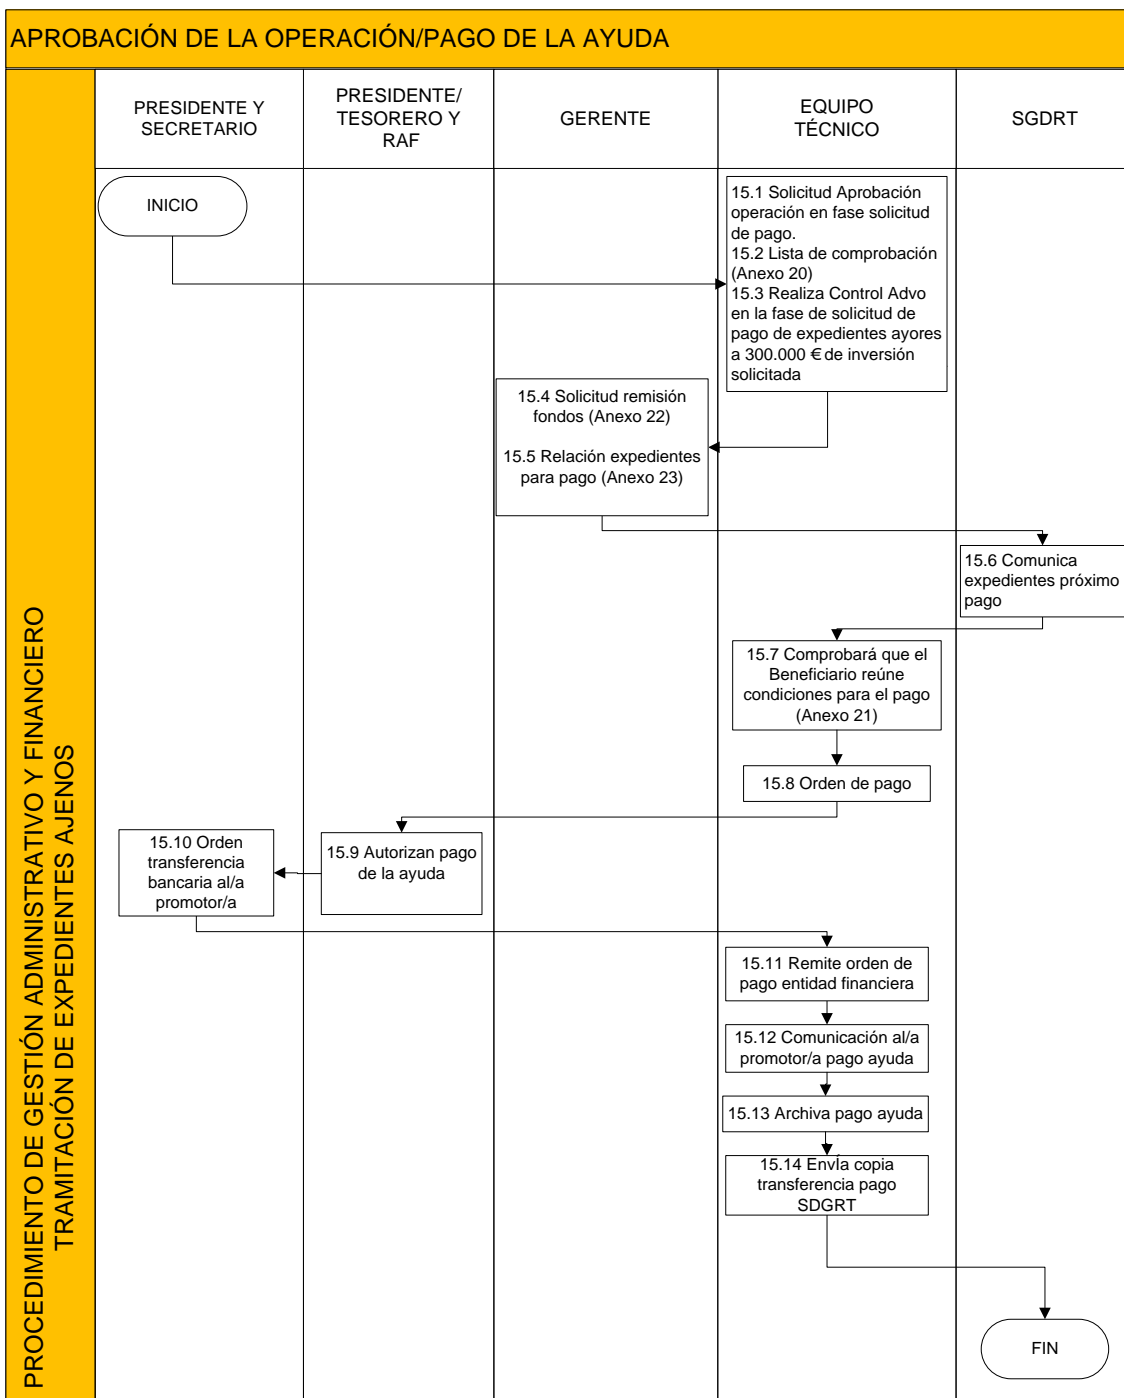 APROBACIÓN DE LA OPERACIÓN/PAGO DE LA AYUDA
PROCEDIMIENTO DE GESTIÓN ADMINISTRATIVO Y FINANCIERO
TRAMITACIÓN DE EXPEDIENTES AJENOS
PRESIDENTE Y
SECRETARIO
PRESIDENTE/
TESORERO Y
RAF
GERENTE
EQUIPO
TÉCNICO
SGDRT
INICIO
15.1 Solicitud Aprobación
operación en fase solicitud
de pago.
15.2 Lista de comprobación
(Anexo 20)
15.3 Realiza Control Advo
en la fase de solicitud de
pago de expedientes ayores
a 300.000 € de inversión
solicitada
15.4 Solicitud remisión
fondos (Anexo 22)
15.5 Relación expedientes
para pago (Anexo 23)
15.6 Comunica
expedientes próximo
pago
15.7 Comprobará que el
Beneficiario reúne
condiciones para el pago
(Anexo 21)
15.8 Orden de pago
15.9 Autorizan pago
de la ayuda
15.10 Orden
transferencia
bancaria al/a
promotor/a
15.11 Remite orden de
pago entidad financiera
15.12 Comunicación al/a
promotor/a pago ayuda
15.13 Archiva pago ayuda
15.14 EnvÍa copia
transferencia pago
SDGRT
FIN